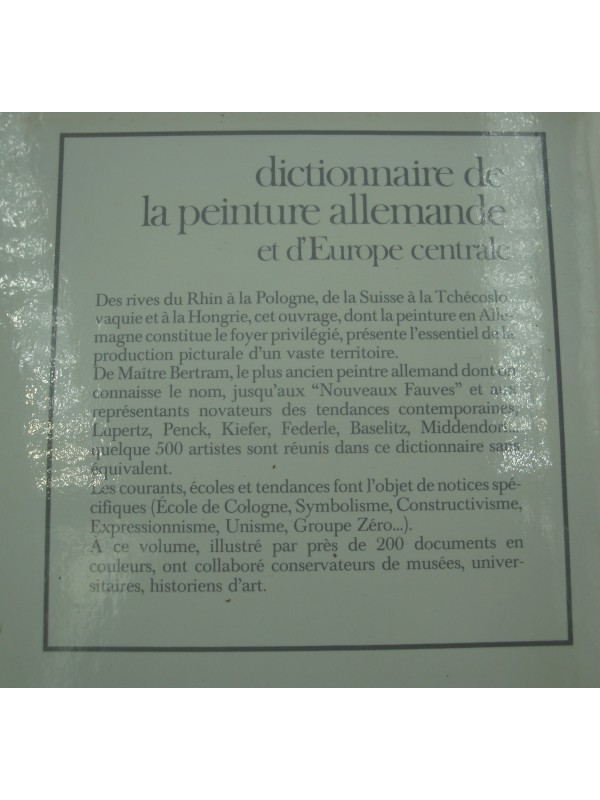 dictionnaire de
la peinture allemande
et d'Europe centrale
Des rives du Rhin à la Pologne, de la Suisse à la Tchécoslo-
vaquie et à la Hongrie, cet ouvrage, dont la peinture en Alle-
magne constitue le foyer privilégié, présente l'essentiel de la
production picturale d'un vaste territoire.
De Maître Bertram, le plus ancien peintre allemand dont on
connaisse le nom, jusqu'aux "Nouveaux Fauves" et aux
représentants novateurs des tendances contemporaines,
Lüpertz, Penck, Kiefer, Federle, Baselitz, Middendorf...
quelque 500 artistes sont réunis dans ce dictionnaire sans
équivalent.
Les courants, écoles et tendances font l'objet de notices spé-
cifiques (École de Cologne, Symbolisme, Constructivisme,
Expressionnisme, Unisme, Groupe Zéro...).
À ce volume, illustré par près de 200 documents en
couleurs, ont collaboré conservateurs de musées, univer-
sitaires, historiens d'art.